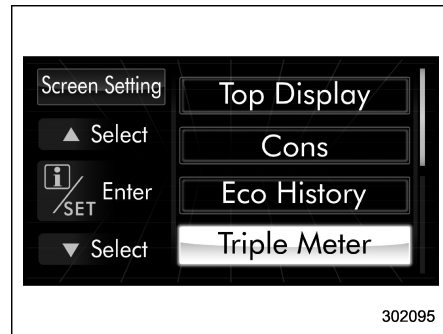 Screen Setting
Top Display
▲ Select
Cons
i/SET Enter
Eco History
▼ Select
Triple Meter
302095